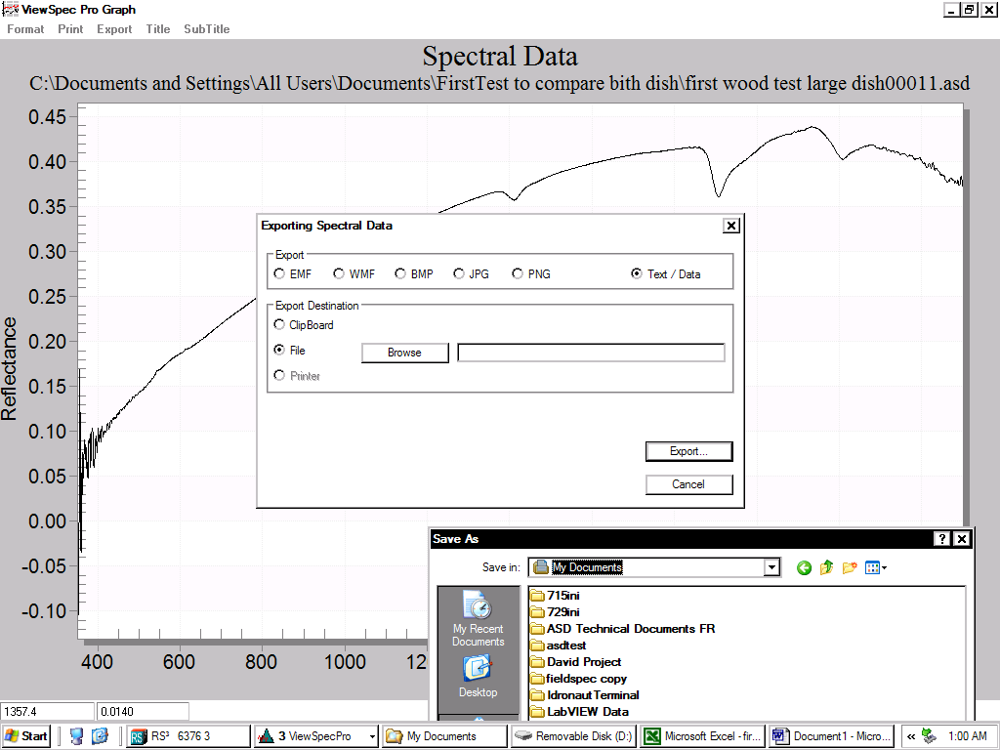 ViewSpec Pro Graph
Format Print Export Title SubTitle
Spectral Data
C:\Documents and Settings\All Users\Documents\FirstTest to compare bith dish\first wood test large dish00011.asd
0.45
0.40
0.35
0.30
0.25
0.20
0.15
0.10
0.05
0.00
-0.05
-0.10
Reflectance
400 600 800 1000 12
Exporting Spectral Data
Export
EMF WMF BMP JPG PNG Text / Data
Export Destination
ClipBoard
File Browse
Printer
Export...
Cancel
Save As
Save in: My Documents
My Recent
Documents
Desktop
715ini
729ini
ASD Technical Documents FR
asdtest
David Project
fieldspec copy
Idronaut Terminal
LabVIEW Data
1357.4 0.0140
Start RS³ 6376 3 3 ViewSpecPro My Documents Removable Disk (D:) Microsoft Excel - fir... Document1 - Micro... « 1:00 AM